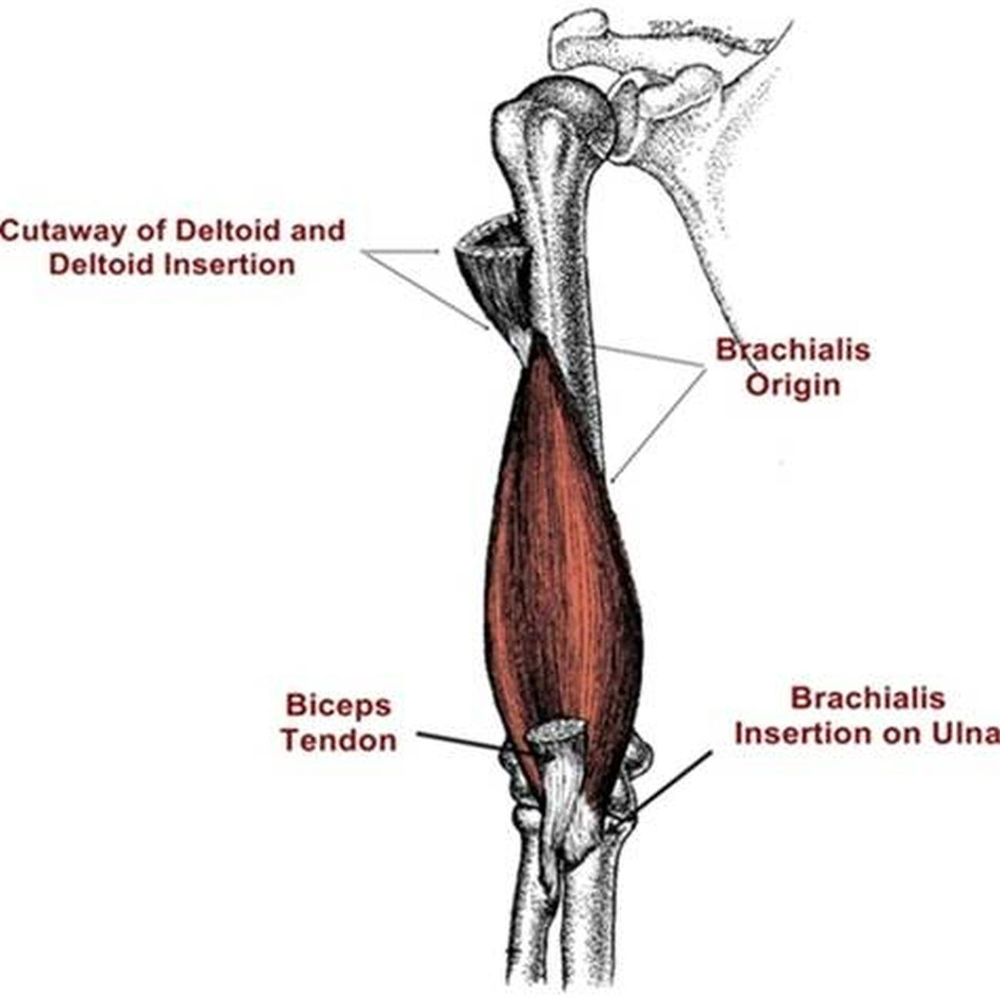 Cutaway of Deltoid and
Deltoid Insertion
Brachialis
Origin
Biceps
Tendon
Brachialis
Insertion on Ulna